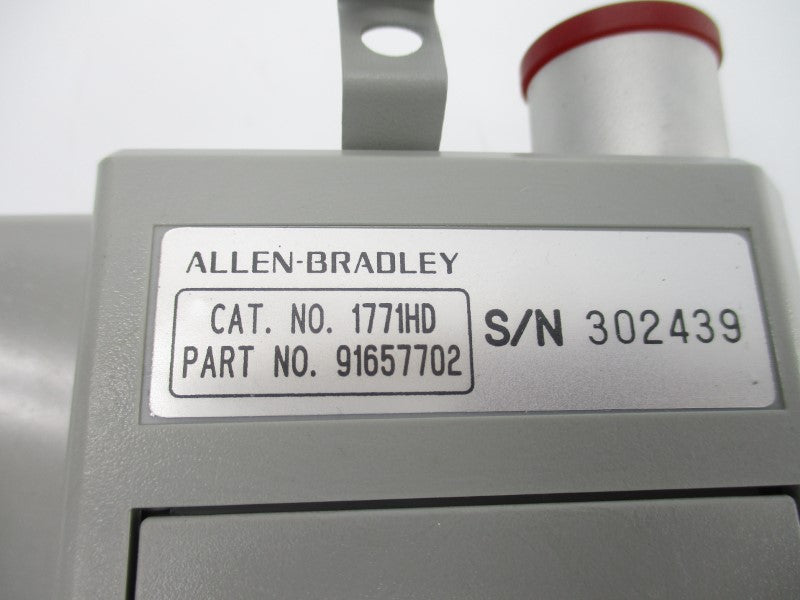 ALLEN-BRADLEY
CAT. NO. 1771HD
PART NO. 91657702
S/N 302439